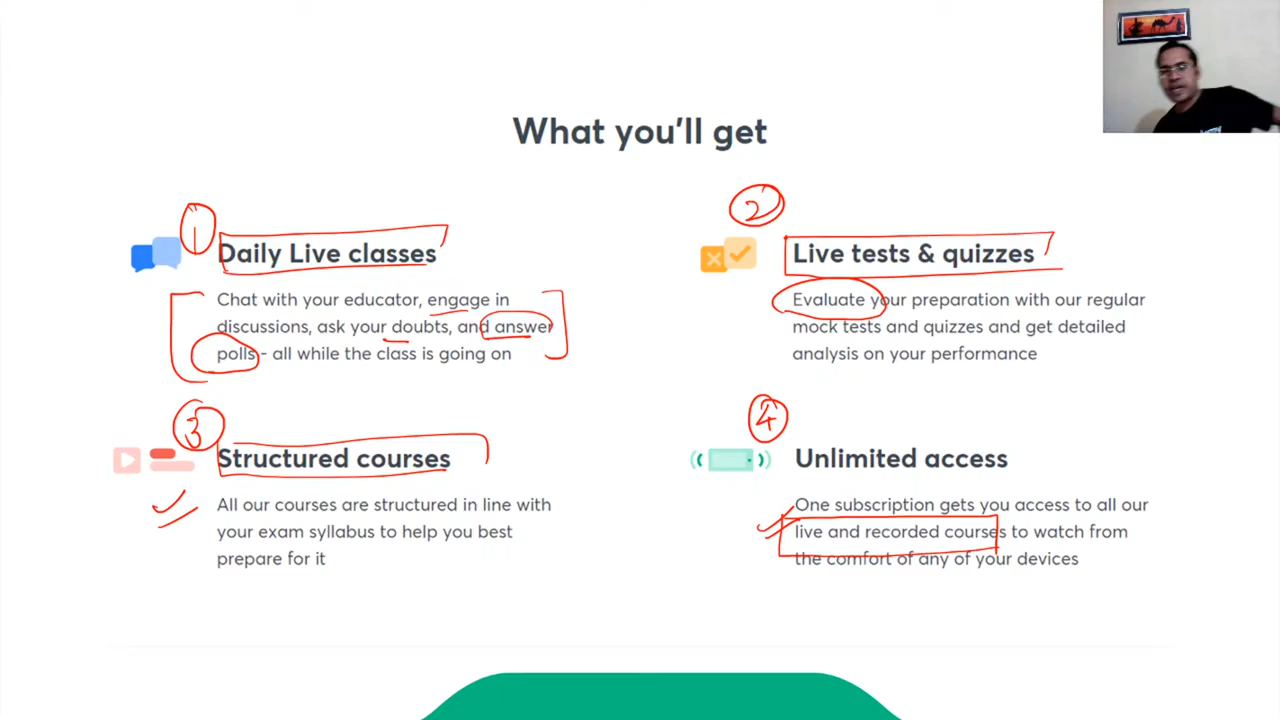 What you'll get
1
Daily Live classes
Chat with your educator, engage in
discussions, ask your doubts, and answer
polls - all while the class is going on
2
Live tests & quizzes
Evaluate your preparation with our regular
mock tests and quizzes and get detailed
analysis on your performance
3
Structured courses
All our courses are structured in line with
your exam syllabus to help you best
prepare for it
4
Unlimited access
One subscription gets you access to all our
live and recorded courses to watch from
the comfort of any of your devices